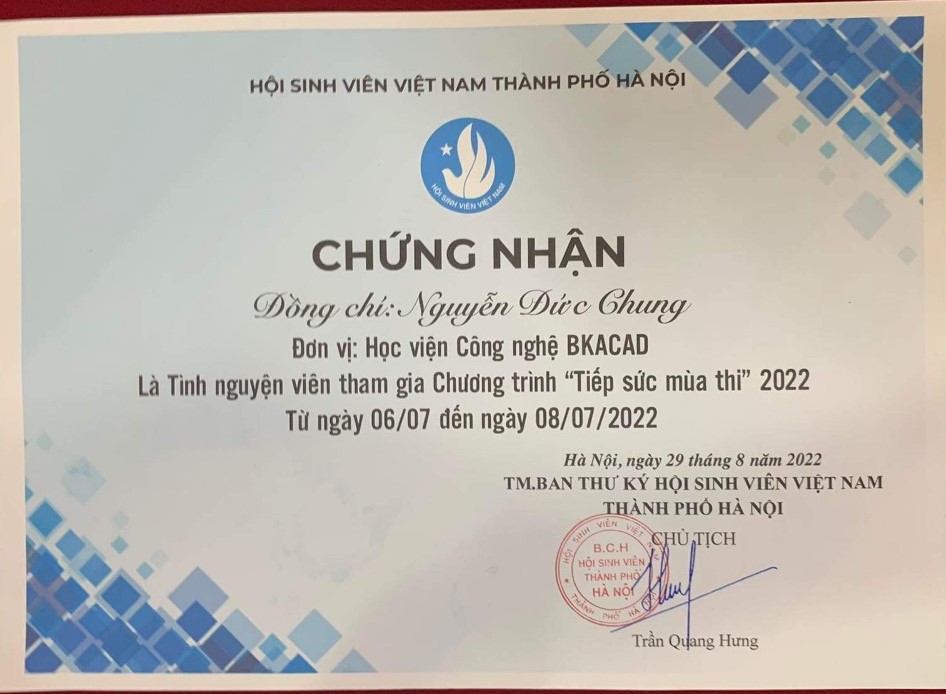 HỘI SINH VIÊN VIỆT NAM THÀNH PHỐ HÀ NỘI
HỘI SINH VIÊN VIỆT NAM
CHỨNG NHẬN
Đồng chí: Nguyễn Đức Chung
Đơn vị: Học viện Công nghệ BKACAD
Là Tình nguyện viên tham gia Chương trình “Tiếp sức mùa thi” 2022
Từ ngày 06/07 đến ngày 08/07/2022
Hà Nội, ngày 29 tháng 8 năm 2022
TM.BAN THƯ KÝ HỘI SINH VIÊN VIỆT NAM
THÀNH PHỐ HÀ NỘI
CHỦ TỊCH
HỘI SINH VIÊN VIỆT
B.C.H
HỘI SINH VIÊN
THÀNH PHỐ
HÀ NỘI
THÀNH PHỐ HÀ
Trần Quang Hưng